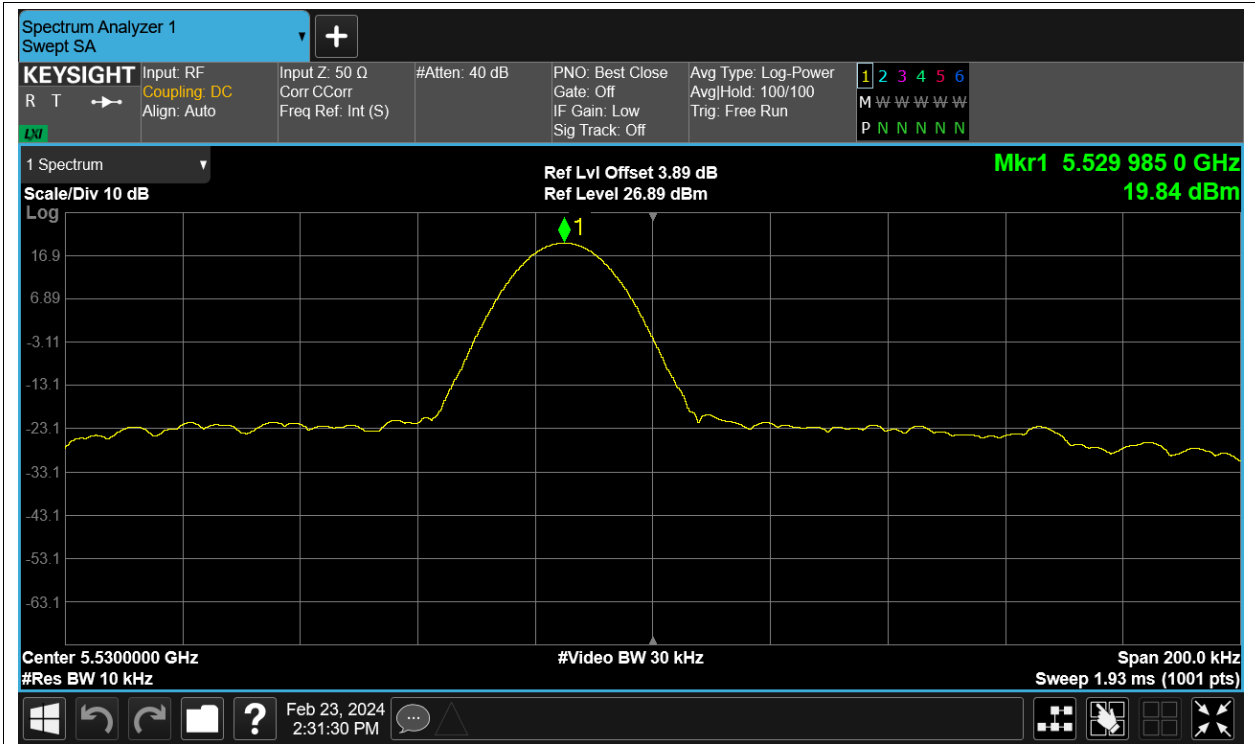 Spectrum Analyzer 1
Swept SA
KEYSIGHT
R T
LXI
Input: RF
Coupling: DC
Align: Auto
Input Z: 50 Ω
Corr CCorr
Freq Ref: Int (S)
#Atten: 40 dB
PNO: Best Close
Gate: Off
IF Gain: Low
Sig Track: Off
Avg Type: Log-Power
Avg|Hold: 100/100
Trig: Free Run
1 2 3 4 5 6
M W W W W W
P N N N N N
1 Spectrum
Scale/Div 10 dB
Log
Ref Lvl Offset 3.89 dB
Ref Level 26.89 dBm
Mkr1 5.529 985 0 GHz
19.84 dBm
1
16.9
6.89
-3.11
-13.1
-23.1
-33.1
-43.1
-53.1
-63.1
Center 5.5300000 GHz
#Res BW 10 kHz
#Video BW 30 kHz
Span 200.0 kHz
Sweep 1.93 ms (1001 pts)
?
Feb 23, 2024
2:31:30 PM